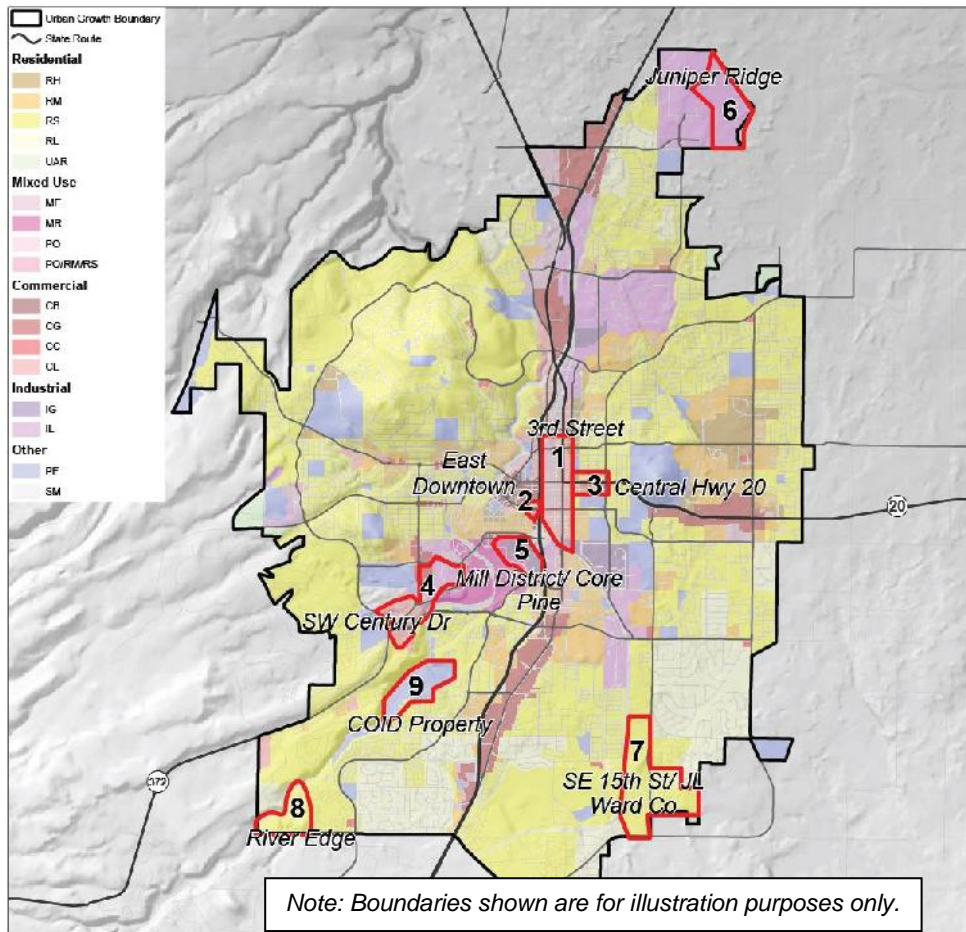 Urban Growth Boundary
State Route
Residential
RH
RM
RS
RL
UAR
Mixed Use
ME
MR
PO
PO/RM/RS
Commercial
CB
CG
CC
CL
Industrial
IG
IL
Other
PF
SM
Juniper Ridge
6
3rd Street
1
East
Downtown
2
3
Central Hwy 20
20
5
4
Mill District/ Core
Pine
SW Century Dr
9
COID Property
7
SE 15th St/ JL
Ward Co
372
8
River Edge
Note: Boundaries shown are for illustration purposes only.